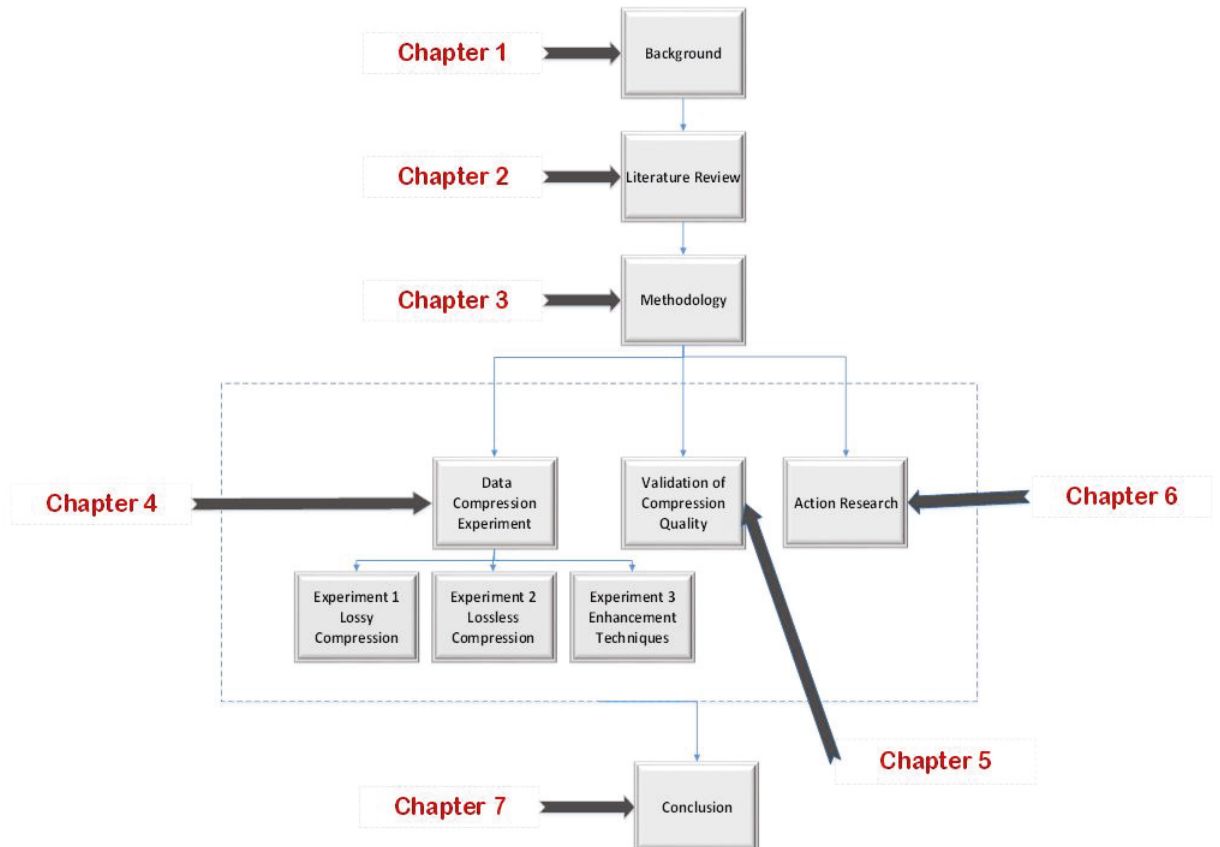 Chapter 1
Background
Chapter 2
Literature Review
Chapter 3
Methodology
Chapter 4
Data
Compression
Experiment
Validation of
Compression
Quality
Action Research
Chapter 6
Experiment 1
Lossy
Compression
Experiment 2
Lossless
Compression
Experiment 3
Enhancement
Techniques
Chapter 5
Chapter 7
Conclusion